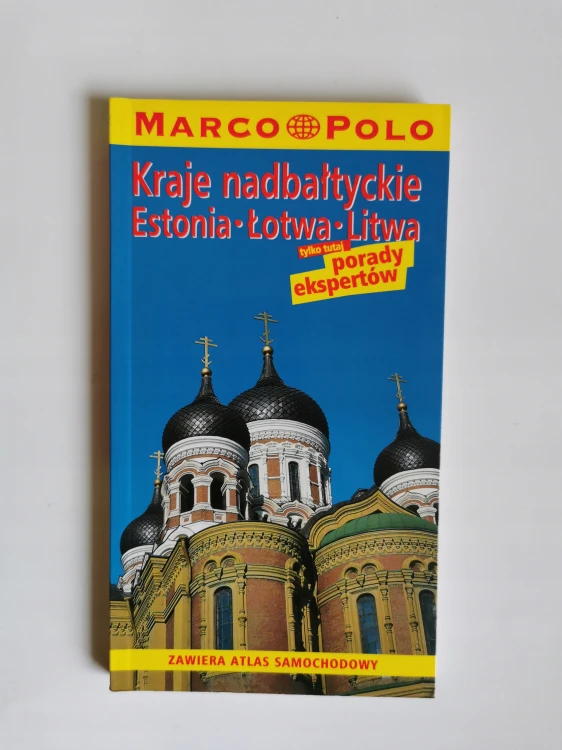 MARCO POLO
Kraje nadbałtyckie
Estonia • Łotwa • Litwa
tylko tutaj
porady
ekspertów
ZAWIERA ATLAS SAMOCHODOWY